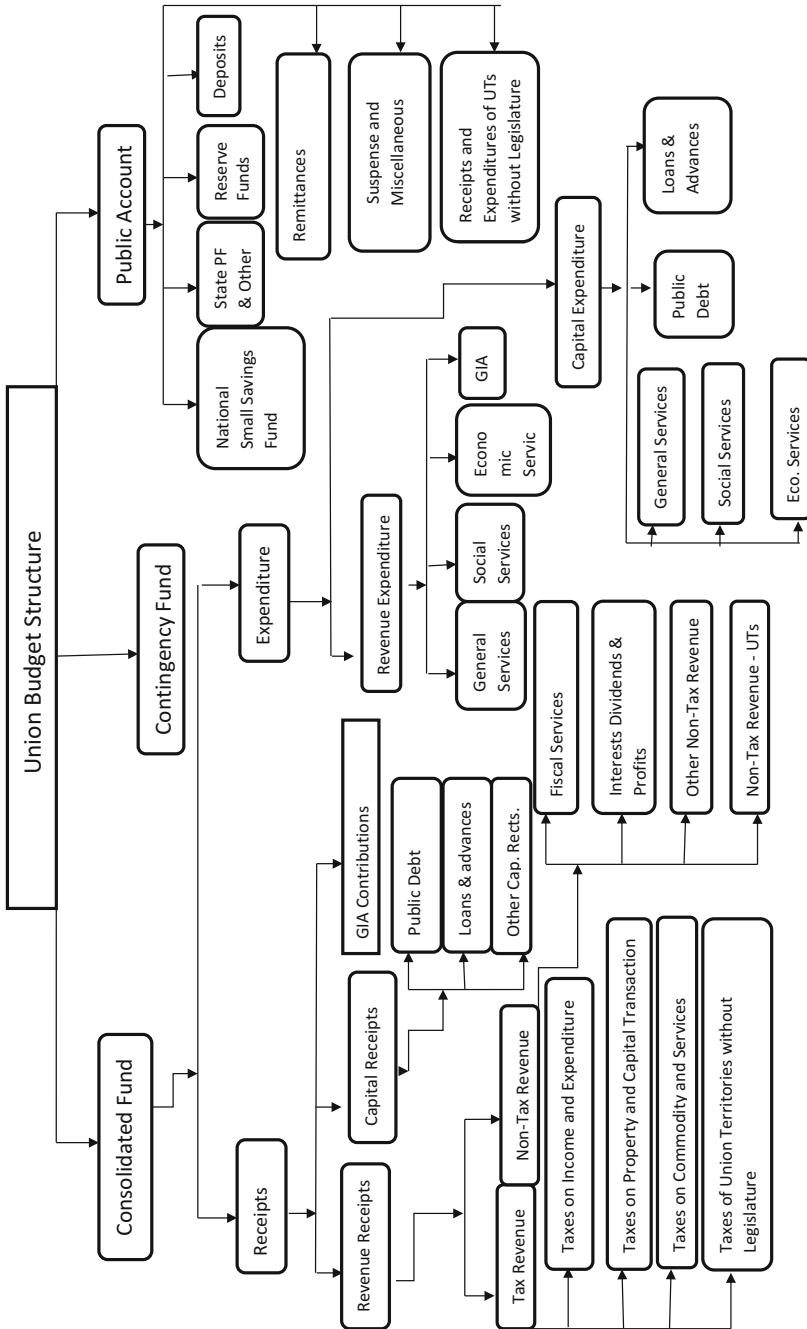 Union Budget Structure
Consolidated Fund
Contingency Fund
Public Account
Receipts
Expenditure
National
Small Savings
Fund
State PF
& Other
Reserve
Funds
Deposits
Remittances
Suspense and
Miscellaneous
Receipts and
Expenditures of UTs
without Legislature
Revenue Receipts
Capital Receipts
GIA Contributions
Public Debt
Loans & advances
Other Cap. Rects.
Revenue Expenditure
General
Services
Social
Services
Econo
mic
Servic
GIA
Capital Expenditure
General Services
Social Services
Eco. Services
Public
Debt
Loans &
Advances
Tax Revenue
Non-Tax Revenue
Taxes on Income and Expenditure
Taxes on Property and Capital Transaction
Taxes on Commodity and Services
Taxes of Union Territories without
Legislature
Fiscal Services
Interests Dividends &
Profits
Other Non-Tax Revenue
Non-Tax Revenue - UTs